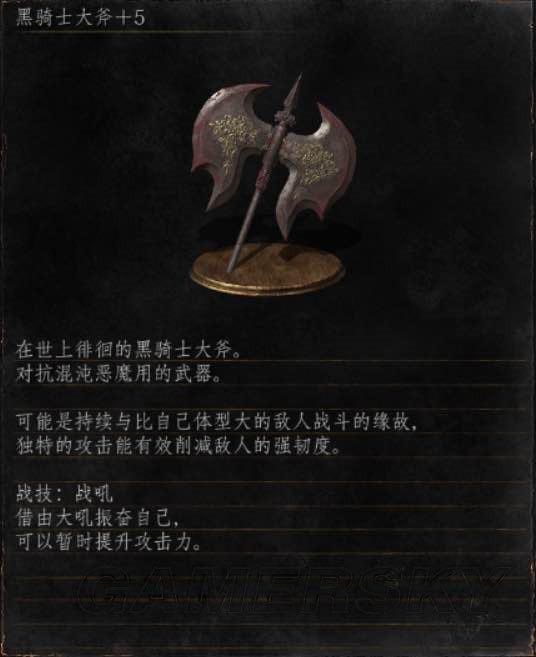 黑骑士大斧＋5
在世上徘徊的黑骑士大斧。
对抗混沌恶魔用的武器。
可能是持续与比自己体型大的敌人战斗的缘故，
独特的攻击能有效削减敌人的强韧度。
战技：战吼
借由大吼振奋自己，
可以暂时提升攻击力。
GAMERSKY